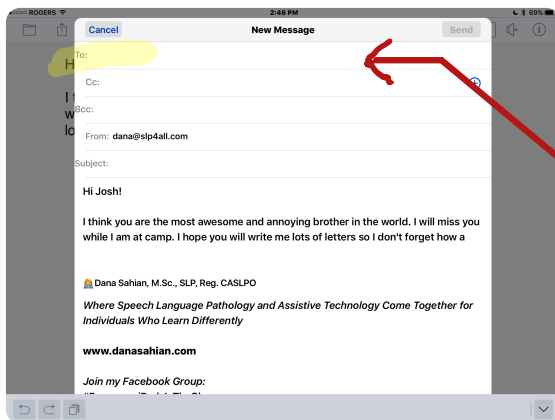 ROGERS 2:46 PM 69%
Cancel New Message Send
To:
Cc:
Bcc:
From: dana@slp4all.com
Subject:
Hi Josh!
I think you are the most awesome and annoying brother in the world. I will miss you
while I am at camp. I hope you will write me lots of letters so I don't forget how a
Dana Sahian, M.Sc., SLP, Reg. CASLPO
Where Speech Language Pathology and Assistive Technology Come Together for
Individuals Who Learn Differently
www.danasahian.com
Join my Facebook Group: